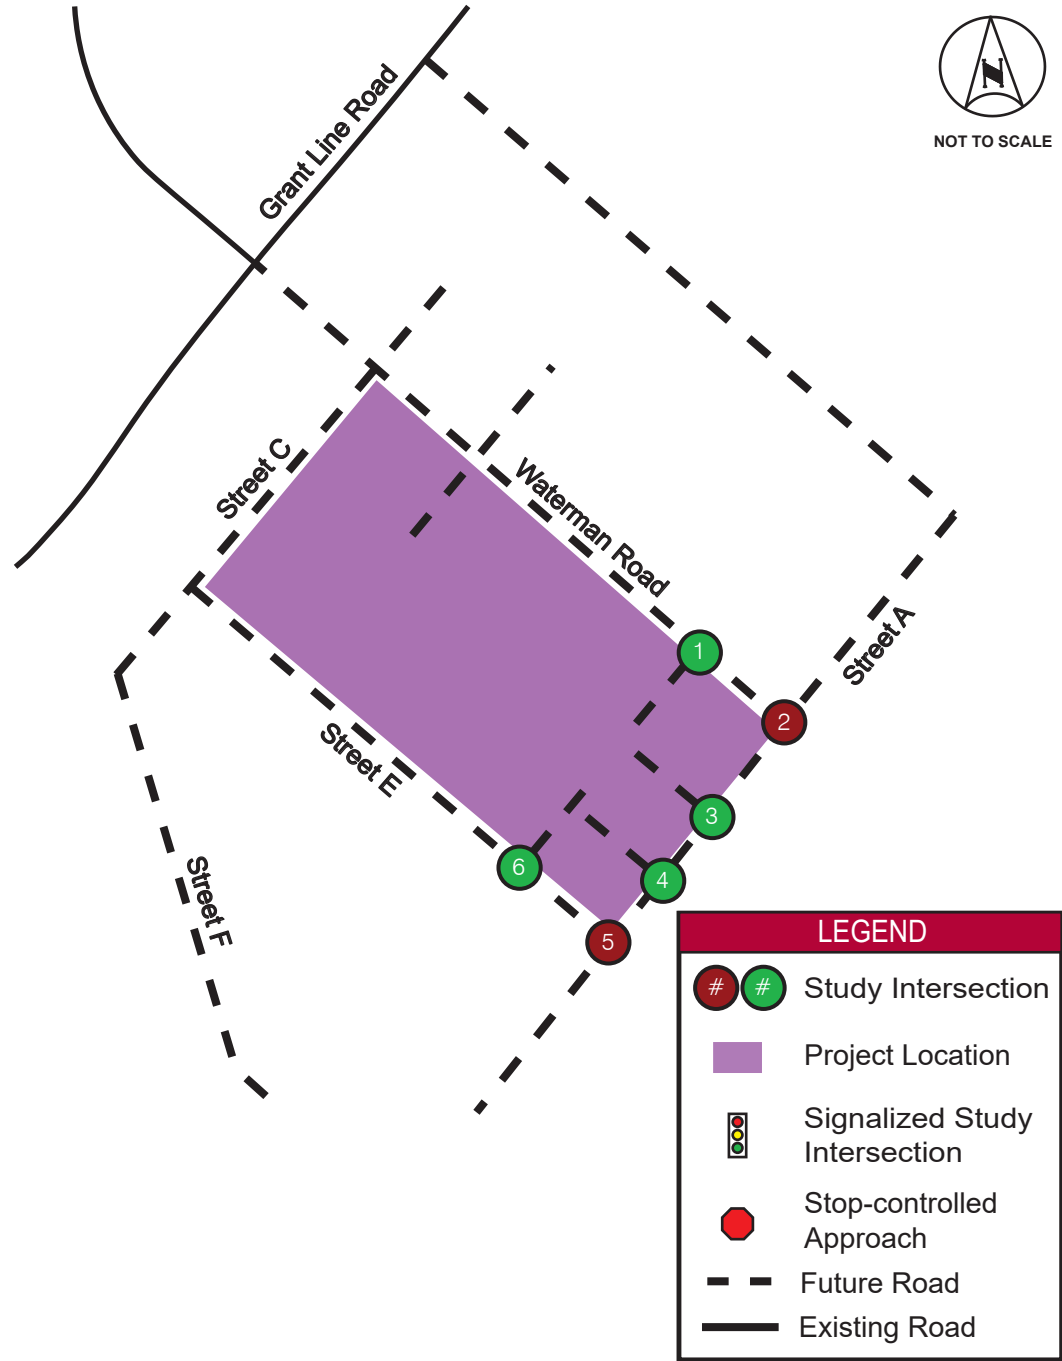 N
NOT TO SCALE
Grant Line Road
Street C
Waterman Road
Street A
Street E
Street F
1
2
3
4
5
6
LEGEND
# # Study Intersection
Project Location
Signalized Study
Intersection
Stop-controlled
Approach
Future Road
Existing Road